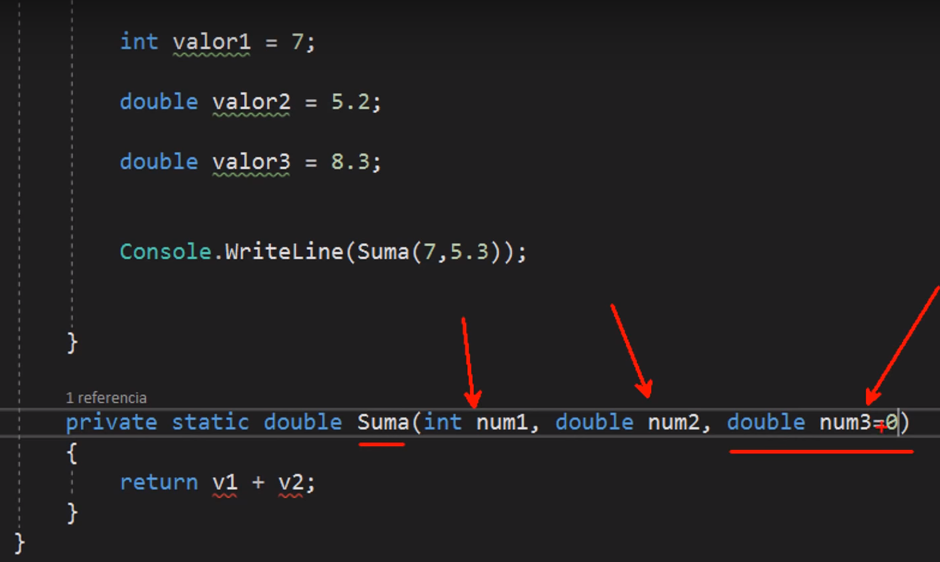 int valor1 = 7;
double valor2 = 5.2;
double valor3 = 8.3;
Console.WriteLine(Suma(7,5.3));
}
1 referencia
private static double Suma(int num1, double num2, double num3=0)
{
return v1 + v2;
}
}